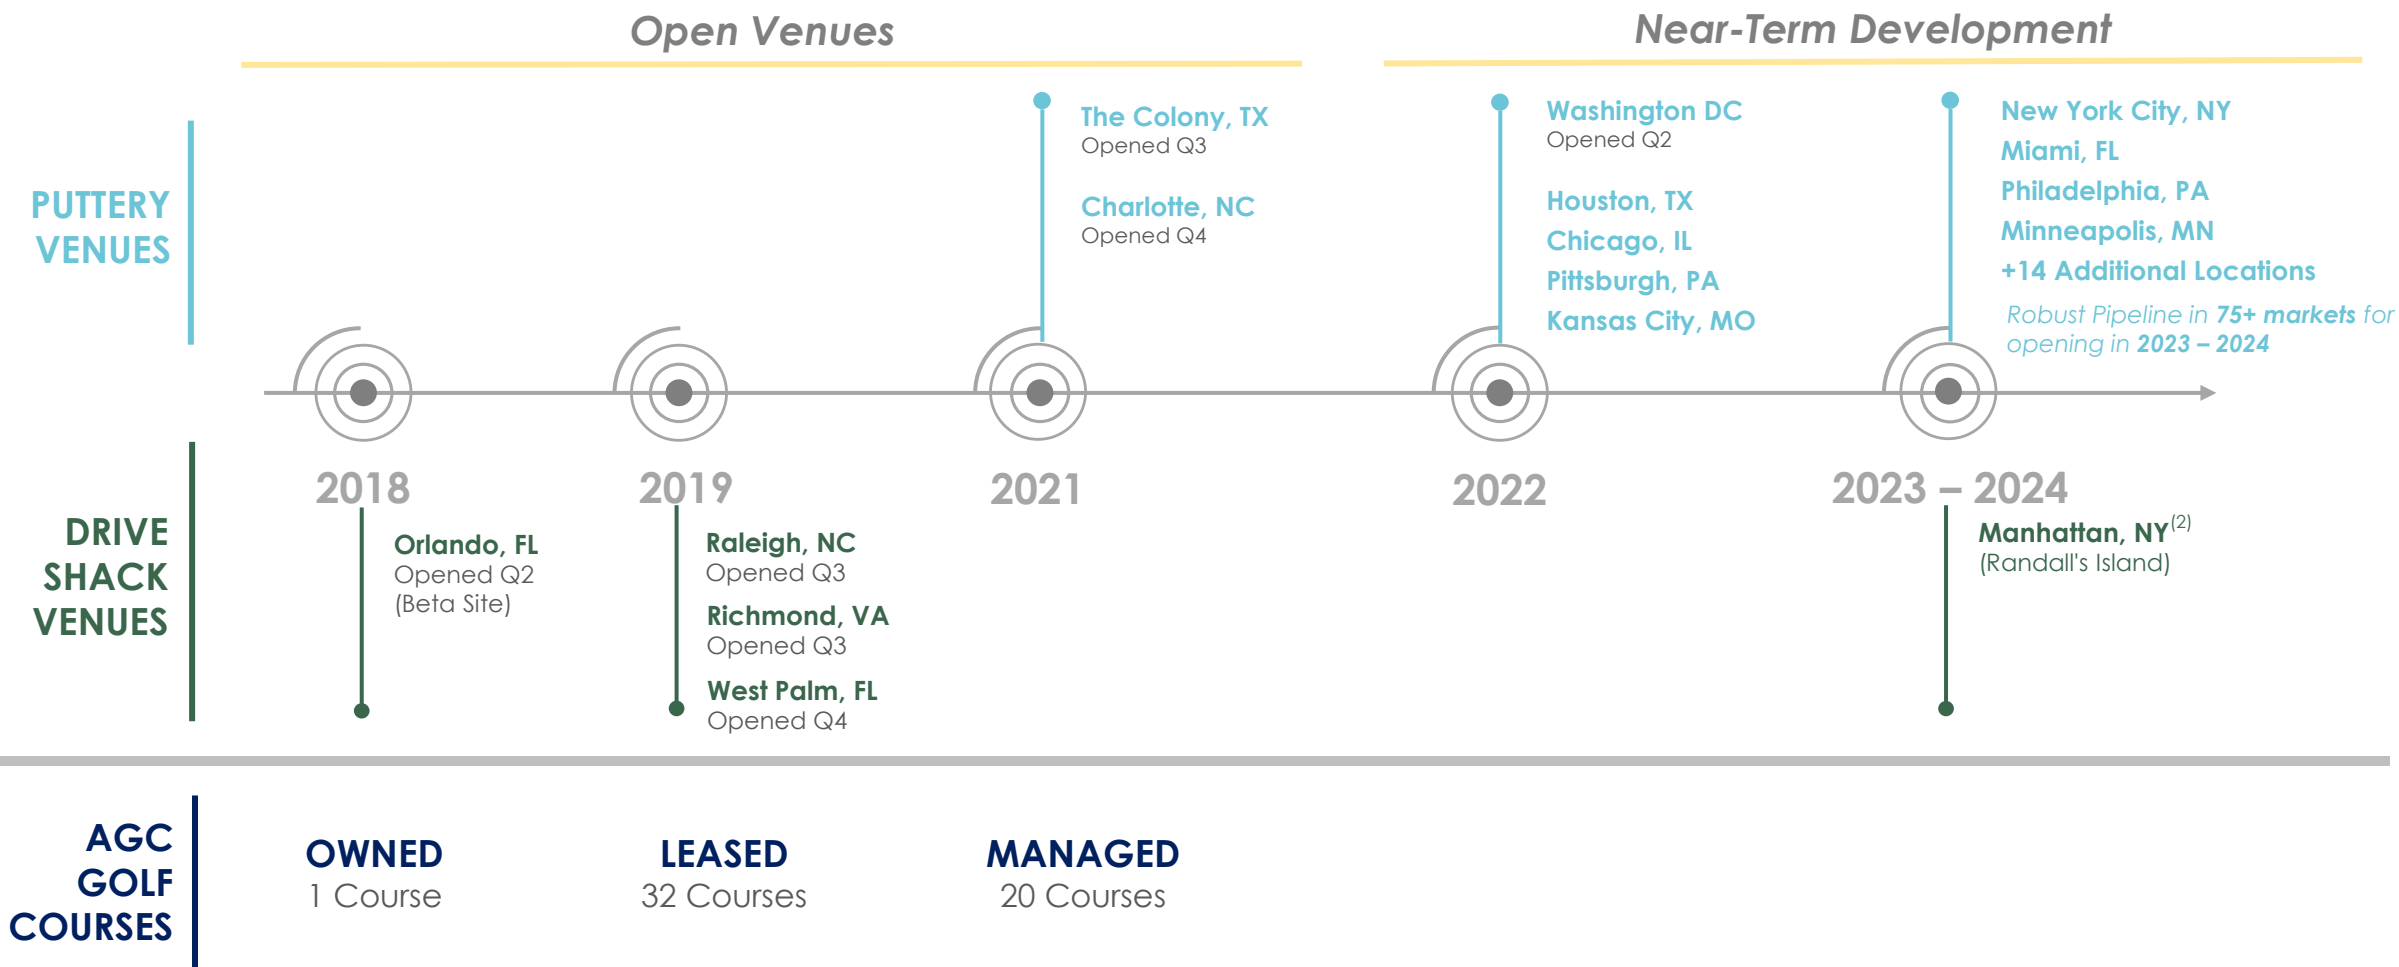 Open Venues
Near-Term Development
PUTTERY
VENUES
The Colony, TX
Opened Q3
Charlotte, NC
Opened Q4
Washington DC
Opened Q2
Houston, TX
Chicago, IL
Pittsburgh, PA
Kansas City, MO
New York City, NY
Miami, FL
Philadelphia, PA
Minneapolis, MN
+14 Additional Locations
Robust Pipeline in 75+ markets for
opening in 2023 – 2024
2018
2019
2021
2022
2023 – 2024
DRIVE
SHACK
VENUES
Orlando, FL
Opened Q2
(Beta Site)
Raleigh, NC
Opened Q3
Richmond, VA
Opened Q3
West Palm, FL
Opened Q4
Manhattan, NY(2)
(Randall's Island)
AGC
GOLF
COURSES
OWNED
1 Course
LEASED
32 Courses
MANAGED
20 Courses